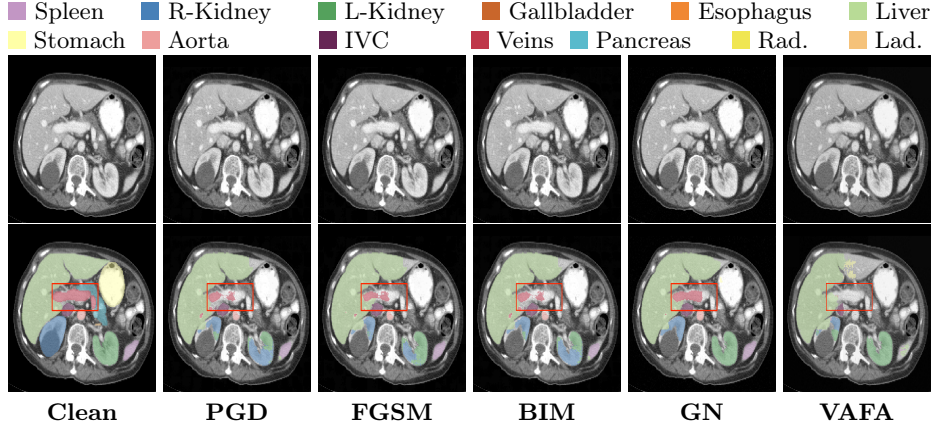 Spleen R-Kidney L-Kidney Gallbladder Esophagus Liver
Stomach Aorta IVC Veins Pancreas Rad. Lad.
Clean PGD FGSM BIM GN VAFA